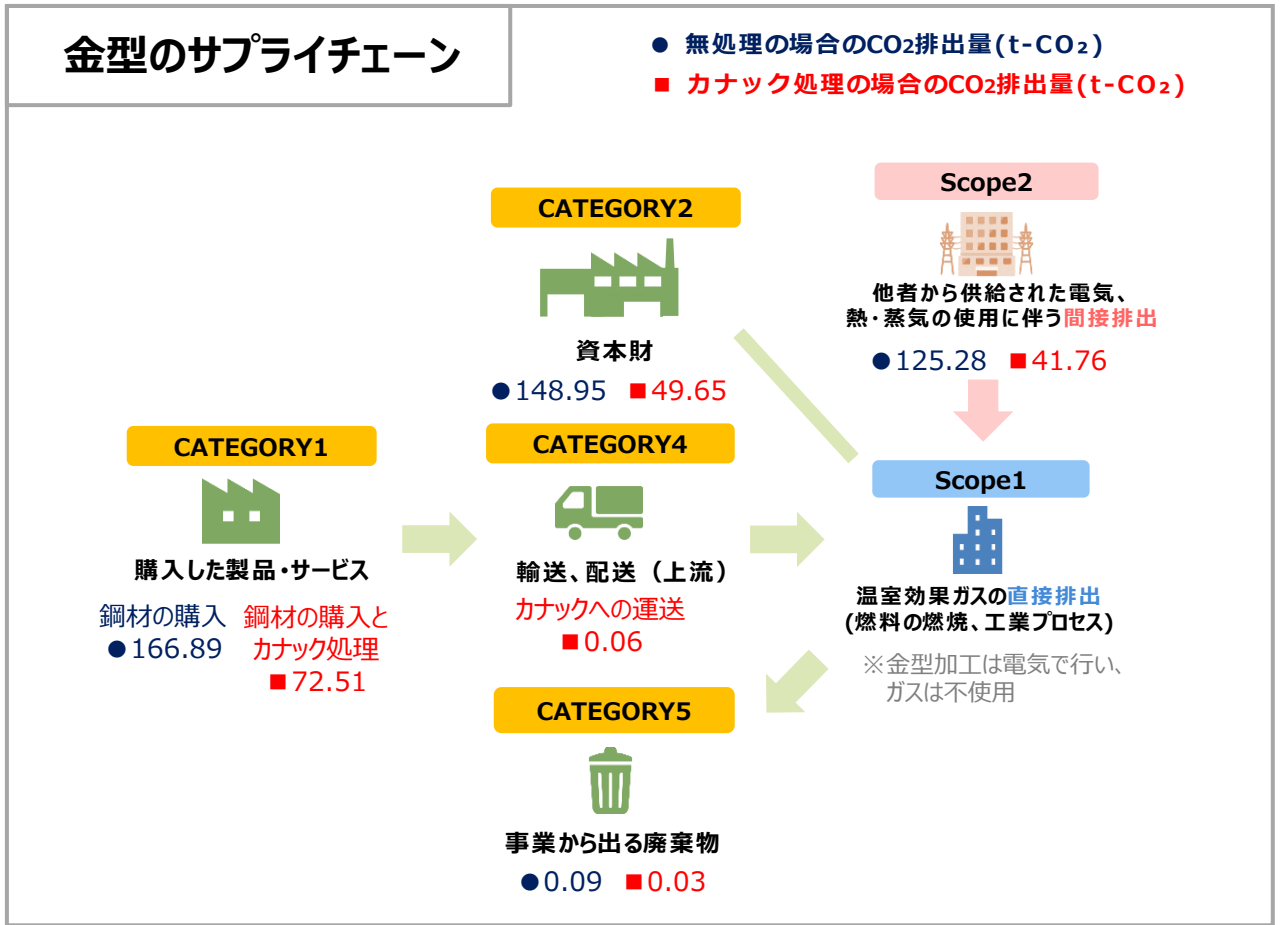 金型のサプライチェーン
● 無処理の場合のCO2排出量(t-CO₂)
■ カナック処理の場合のCO2排出量(t-CO₂)
Scope2
他者から供給された電気、
熱・蒸気の使用に伴う間接排出
●125.28 ■41.76
CATEGORY2
資本財
●148.95 ■49.65
CATEGORY1
購入した製品・サービス
鋼材の購入
●166.89
鋼材の購入と
カナック処理
■72.51
CATEGORY4
輸送、配送（上流）
カナックへの運送
■0.06
Scope1
温室効果ガスの直接排出
(燃料の燃焼、工業プロセス)
※金型加工は電気で行い、
ガスは不使用
CATEGORY5
事業から出る廃棄物
●0.09 ■0.03